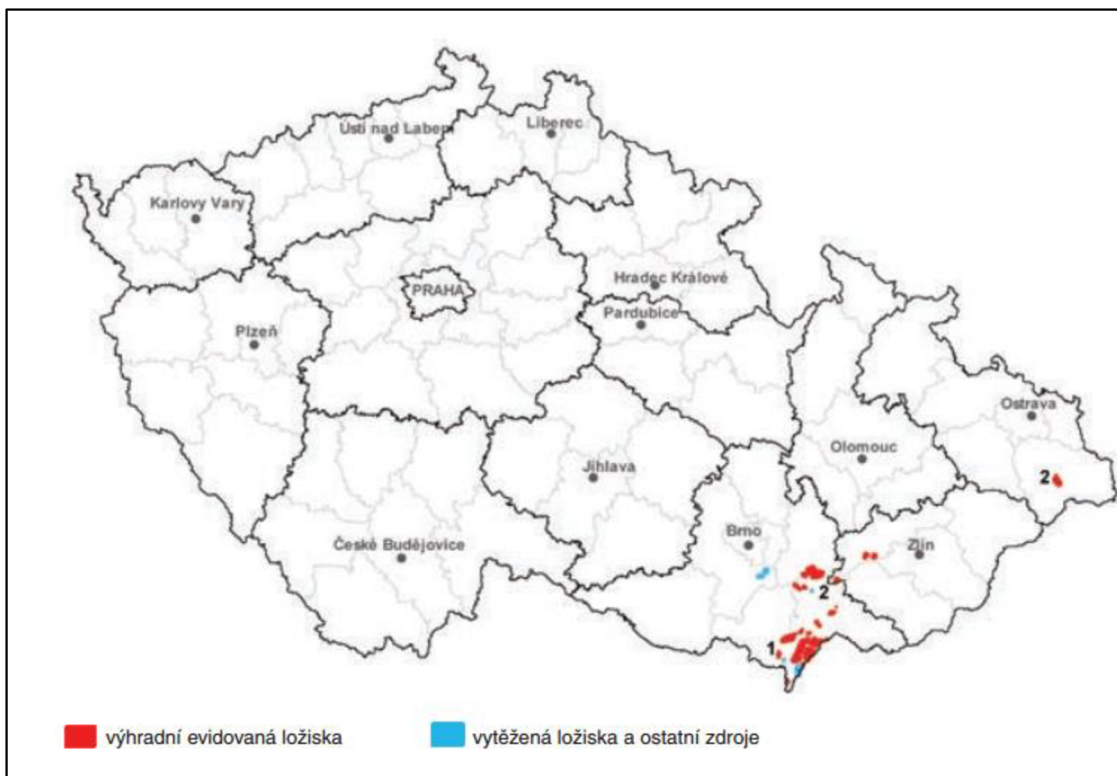 Ústí nad Labem
Liberec
Karlovy Vary
Hradec Králové
PRAHA
Pardubice
Plzeň
Ostrava
Olomouc
Jihlava
2
Brno
Zlín
České Budějovice
2
1
výhradní evidovaná ložiska
vytěžená ložiska a ostatní zdroje